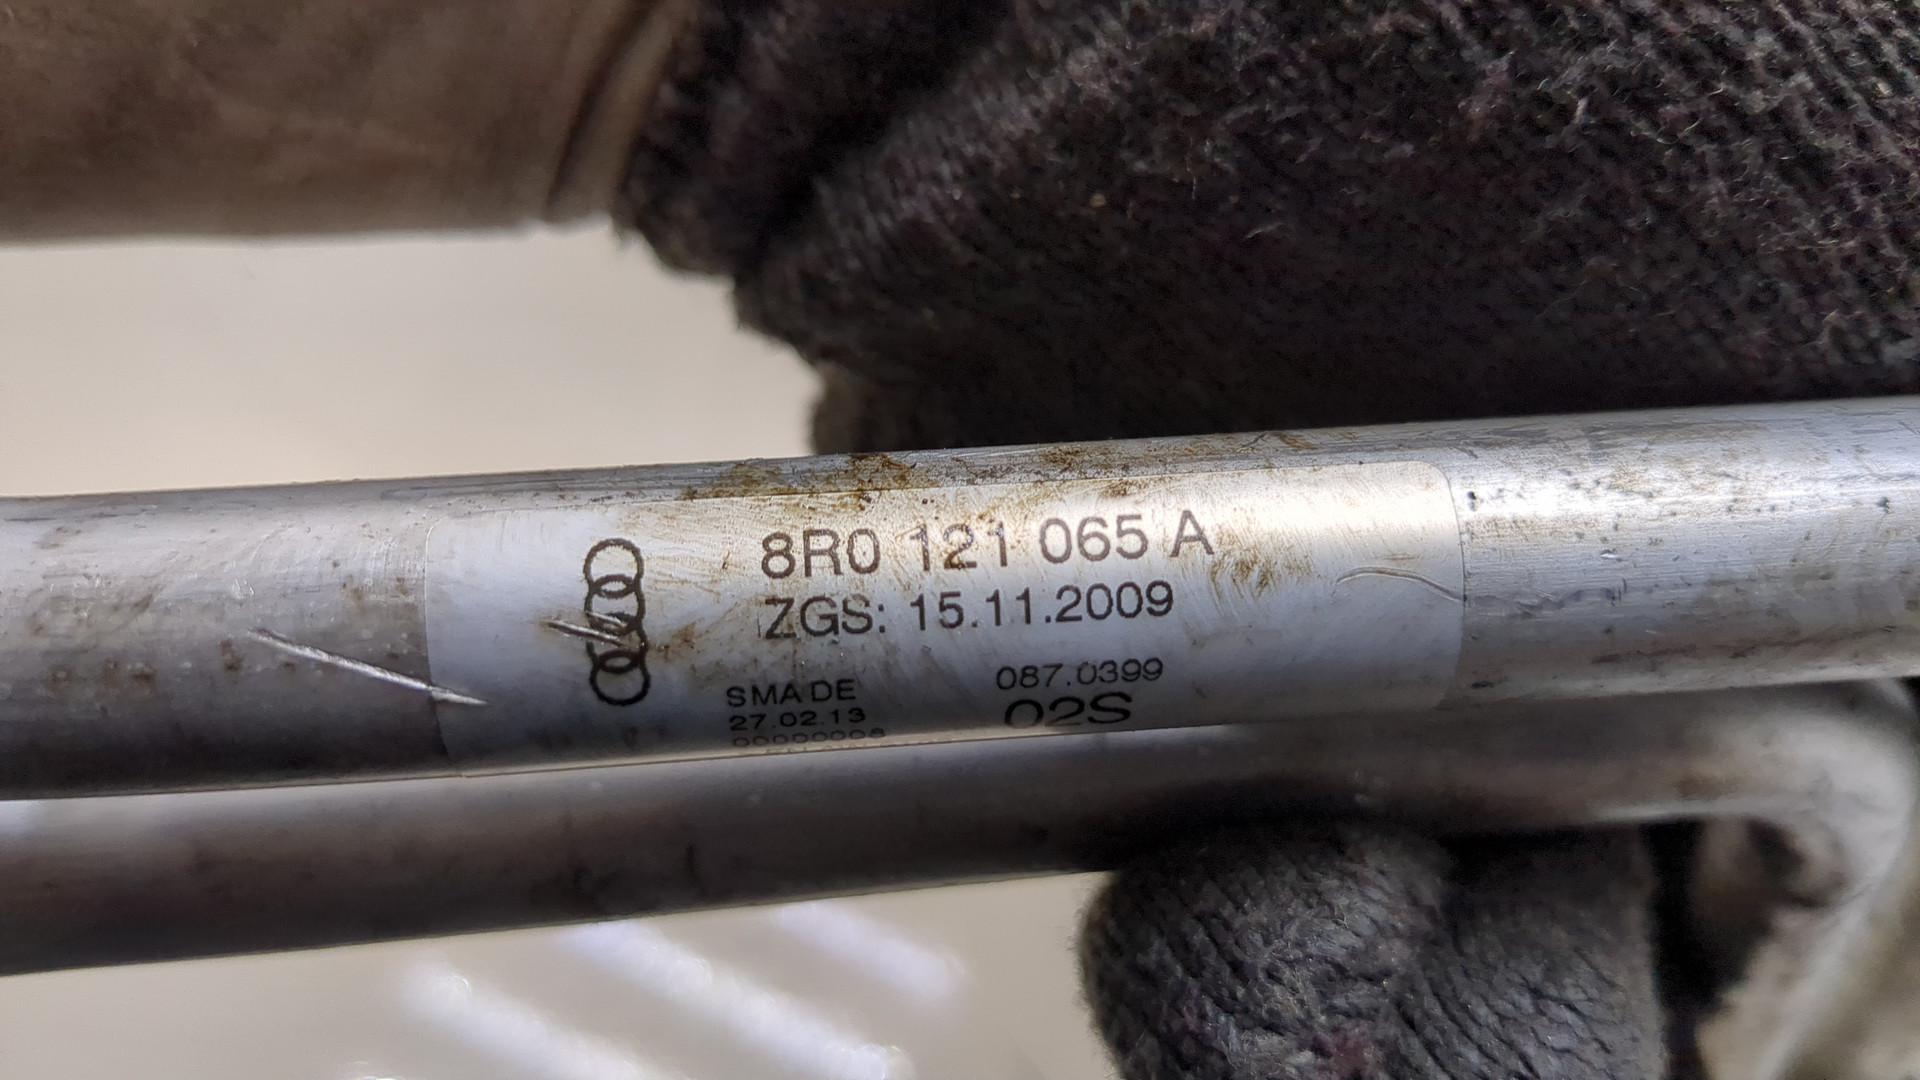 8R0 121 065 A
ZGS: 15.11.2009
SMA DE
087.0399
27.02.13
02S